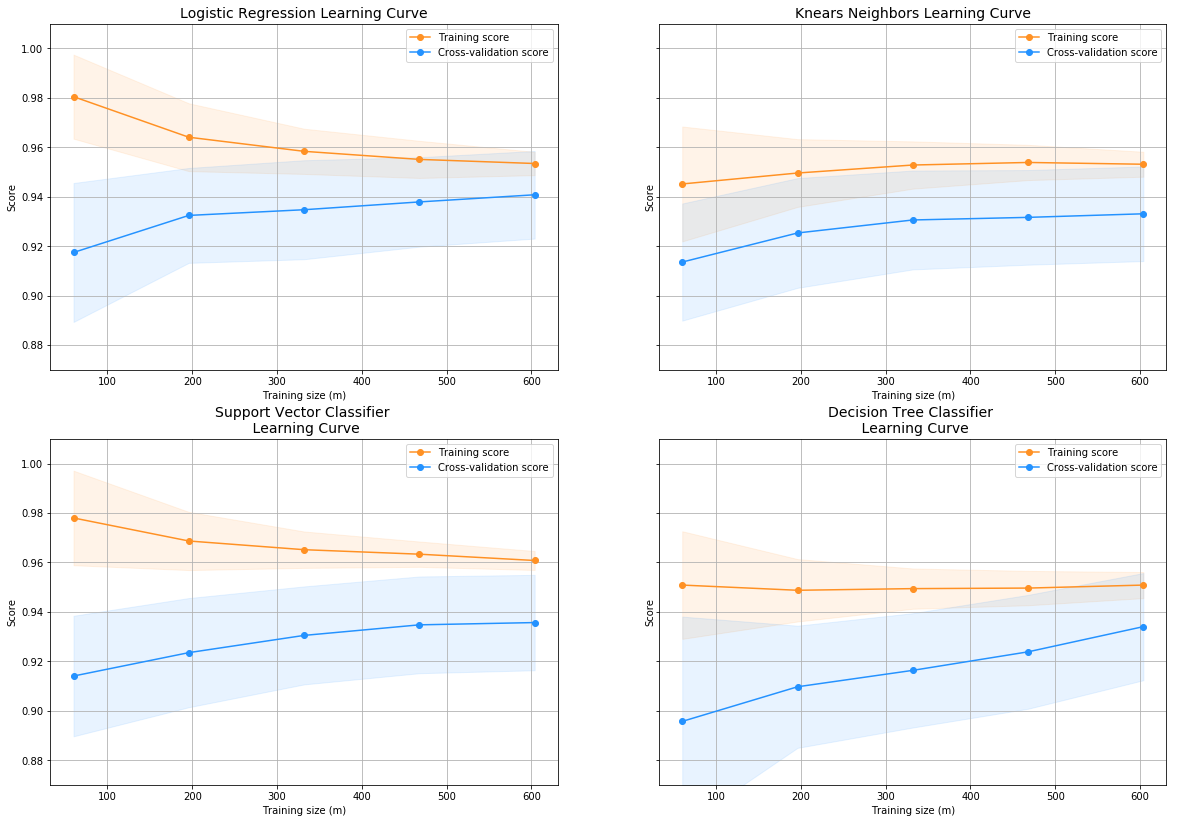 Logistic Regression Learning Curve
Training score
Cross-validation score
1.00
0.98
0.96
0.94
0.92
0.90
0.88
Score
100 200 300 400 500 600
Training size (m)
Knears Neighbors Learning Curve
Training score
Cross-validation score
Score
100 200 300 400 500 600
Training size (m)
Support Vector Classifier
Learning Curve
Training score
Cross-validation score
1.00
0.98
0.96
0.94
0.92
0.90
0.88
Score
100 200 300 400 500 600
Training size (m)
Decision Tree Classifier
Learning Curve
Training score
Cross-validation score
Score
100 200 300 400 500 600
Training size (m)